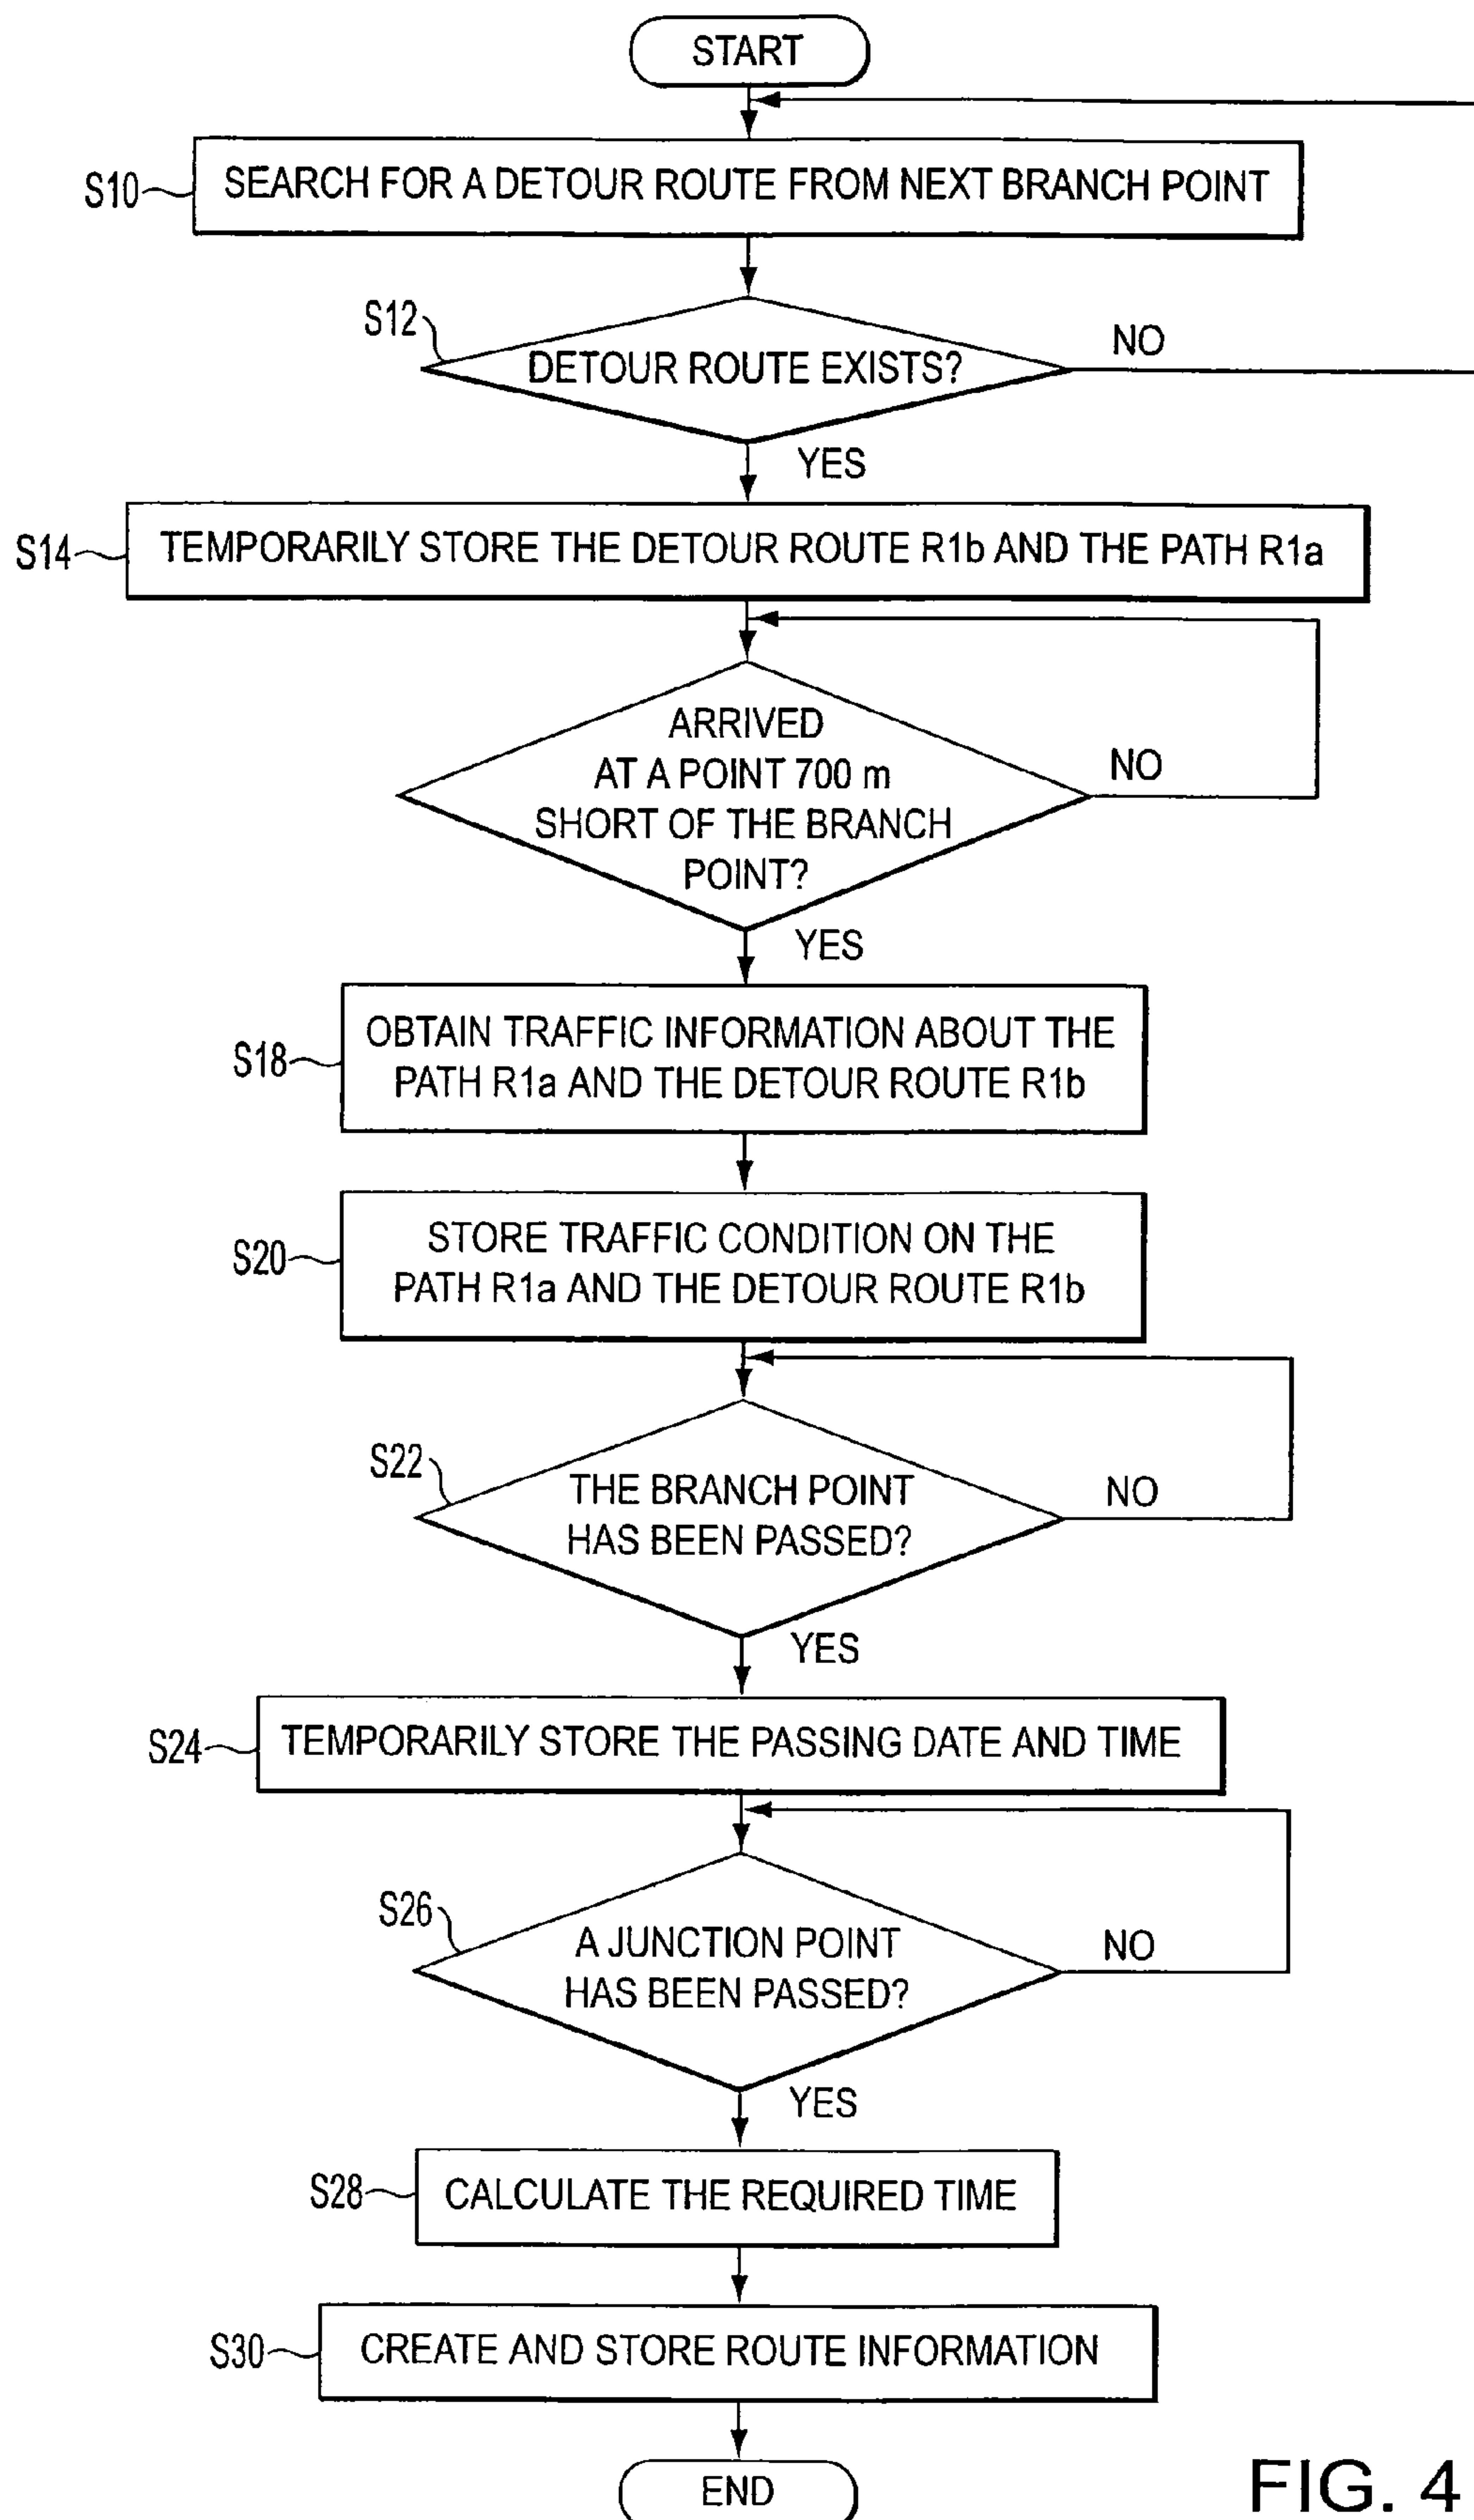 START
S10
SEARCH FOR A DETOUR ROUTE FROM NEXT BRANCH POINT
S12
DETOUR ROUTE EXISTS?
NO
YES
S14
TEMPORARILY STORE THE DETOUR ROUTE R1b AND THE PATH R1a
ARRIVED
AT A POINT 700 m
SHORT OF THE BRANCH
POINT?
NO
YES
S18
OBTAIN TRAFFIC INFORMATION ABOUT THE
PATH R1a AND THE DETOUR ROUTE R1b
S20
STORE TRAFFIC CONDITION ON THE
PATH R1a AND THE DETOUR ROUTE R1b
S22
THE BRANCH POINT
HAS BEEN PASSED?
NO
YES
S24
TEMPORARILY STORE THE PASSING DATE AND TIME
S26
A JUNCTION POINT
HAS BEEN PASSED?
NO
YES
S28
CALCULATE THE REQUIRED TIME
S30
CREATE AND STORE ROUTE INFORMATION
END
FIG. 4